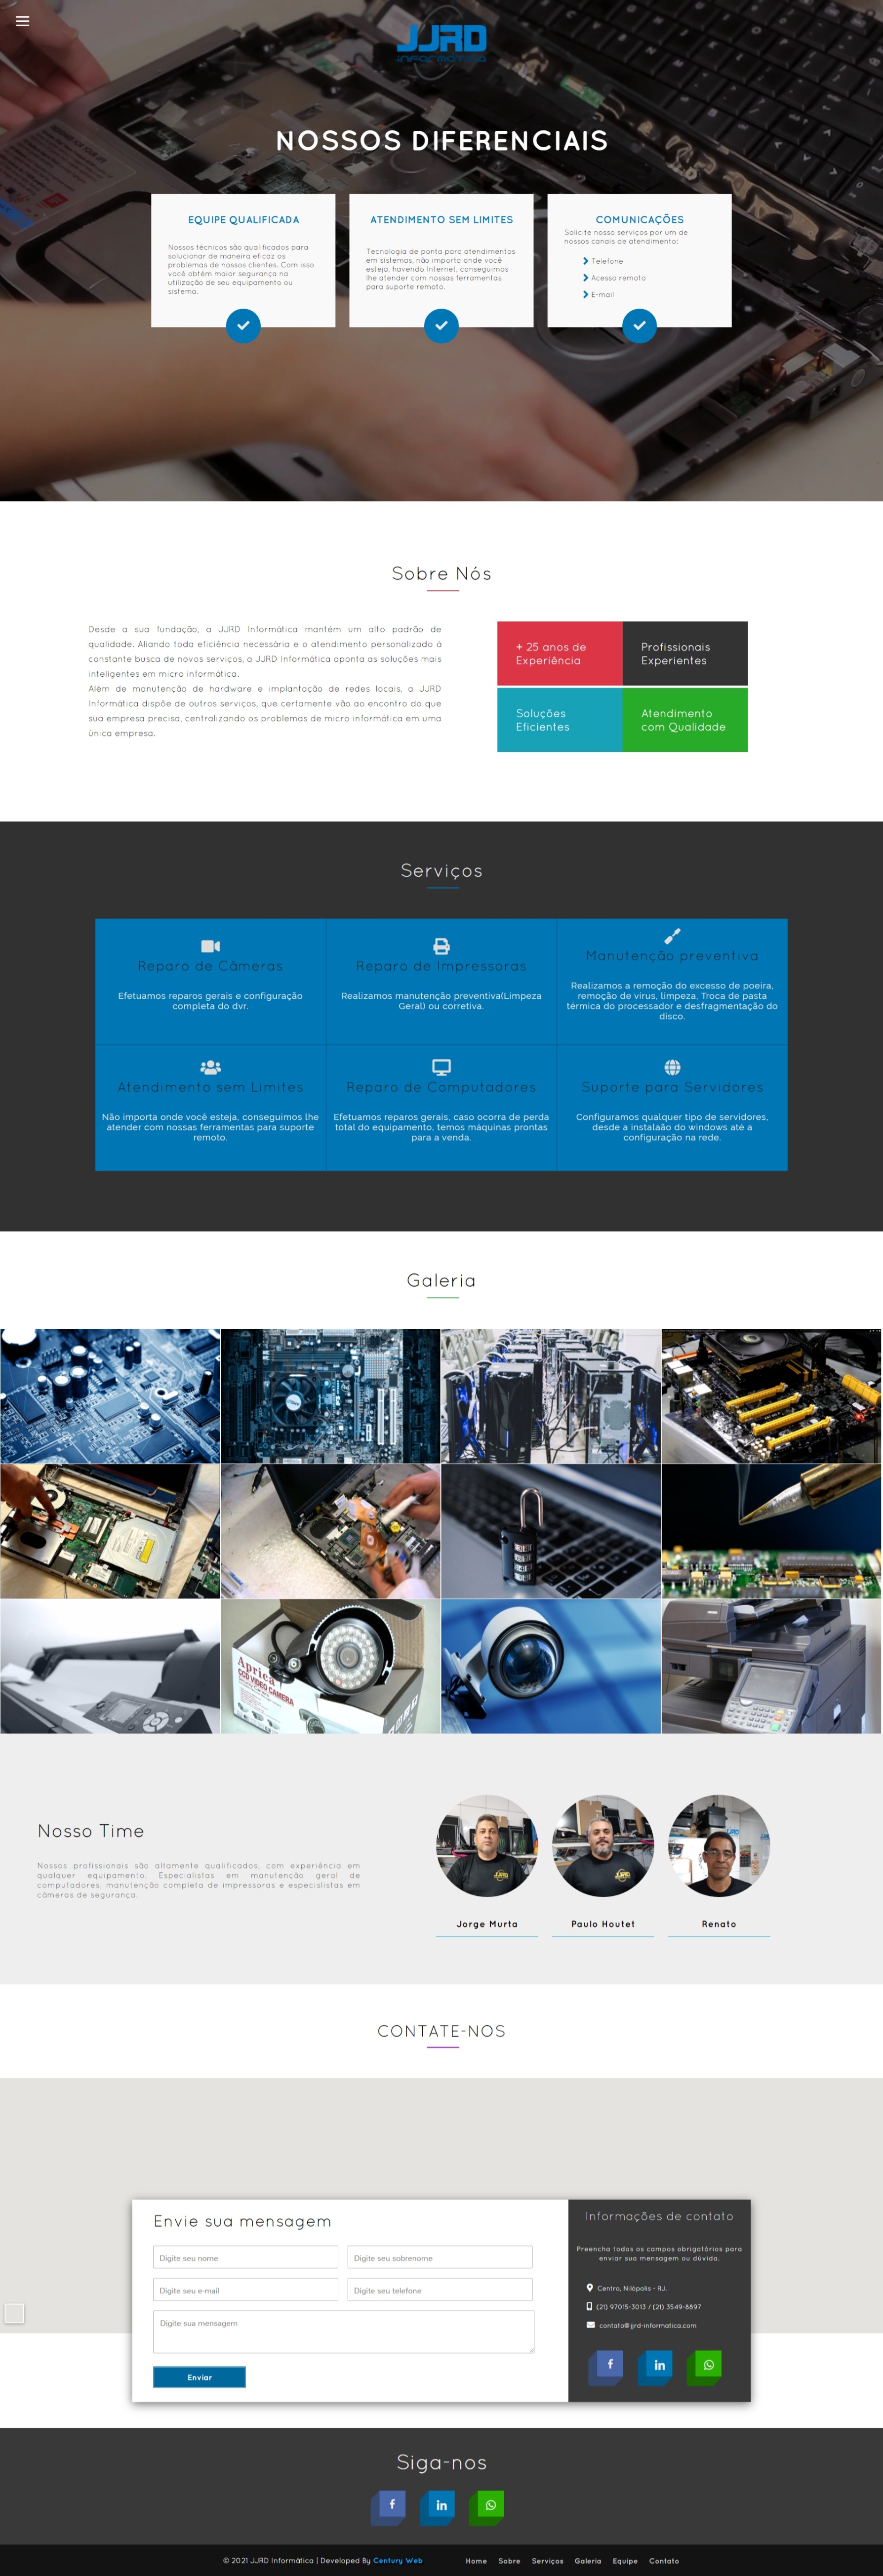 JJRD
INFORMÁTICA
NOSSOS DIFERENCIAIS
EQUIPE QUALIFICADA
Nossos técnicos são qualificados para
solucionar de maneira eficaz os
problemas de nossos clientes. Com isso
você obtém maior segurança na
utilização de seu equipamento ou
sistema.
ATENDIMENTO SEM LIMITES
Tecnologia de ponta para atendimentos
em sistemas, não importa onde você
esteja, havendo Internet, conseguimos
lhe atender com nossas ferramentas
para suporte remoto.
COMUNICAÇÕES
Solicite nosso serviços por um de
nossos canais de atendimento:
Telefone
Acesso remoto
E-mail
Sobre Nós
Desde a sua fundação, a JJRD Informática mantém um alto padrão de
qualidade. Aliando toda eficiência necessária e o atendimento personalizado à
constante busca de novos serviços, a JJRD Informática aponta as soluções mais
inteligentes em micro informática.
Além de manutenção de hardware e implantação de redes locais, a JJRD
Informática dispõe de outros serviços, que certamente vão ao encontro do que
sua empresa precisa, centralizando os problemas de micro informática em uma
única empresa.
+ 25 anos de
Experiência
Profissionais
Experientes
Soluções
Eficientes
Atendimento
com Qualidade
Serviços
Reparo de Câmeras
Efetuamos reparos gerais e configuração
completa do dvr.
Reparo de Impressoras
Realizamos manutenção preventiva(Limpeza
Geral) ou corretiva.
Manutenção preventiva
Realizamos a remoção do excesso de poeira,
remoção de vírus, limpeza, Troca de pasta
térmica do processador e desfragmentação do
disco.
Atendimento sem Limites
Não importa onde você esteja, conseguimos lhe
atender com nossas ferramentas para suporte
remoto.
Reparo de Computadores
Efetuamos reparos gerais, caso ocorra de perda
total do equipamento, temos máquinas prontas
para a venda.
Suporte para Servidores
Configuramos qualquer tipo de servidores,
desde a instalaão do windows até a
configuração na rede.
Galeria
Aprica
CCD VIDEO CAMERA
Nosso Time
Nossos profissionais são altamente qualificados, com experiência em
qualquer equipamento. Especialistas em manutenção geral de
computadores, manutenção completa de impressoras e especislistas em
câmeras de segurança.
JJRD
JJRD
JJRD
Jorge Murta
Paulo Houtet
Renato
CONTATE-NOS
Envie sua mensagem
Digite seu nome
Digite seu sobrenome
Digite seu e-mail
Digite seu telefone
Digite sua mensagem
Enviar
Informações de contato
Preencha todos os campos obrigatórios para
enviar sua mensagem ou dúvida.
Centro, Nilópolis - RJ.
(21) 97015-3013 / (21) 3549-8897
contato@jjrd-informatica.com
Siga-nos
© 2021 JJRD Informática | Developed By Century Web
Home Sobre Serviços Galeria Equipe Contato